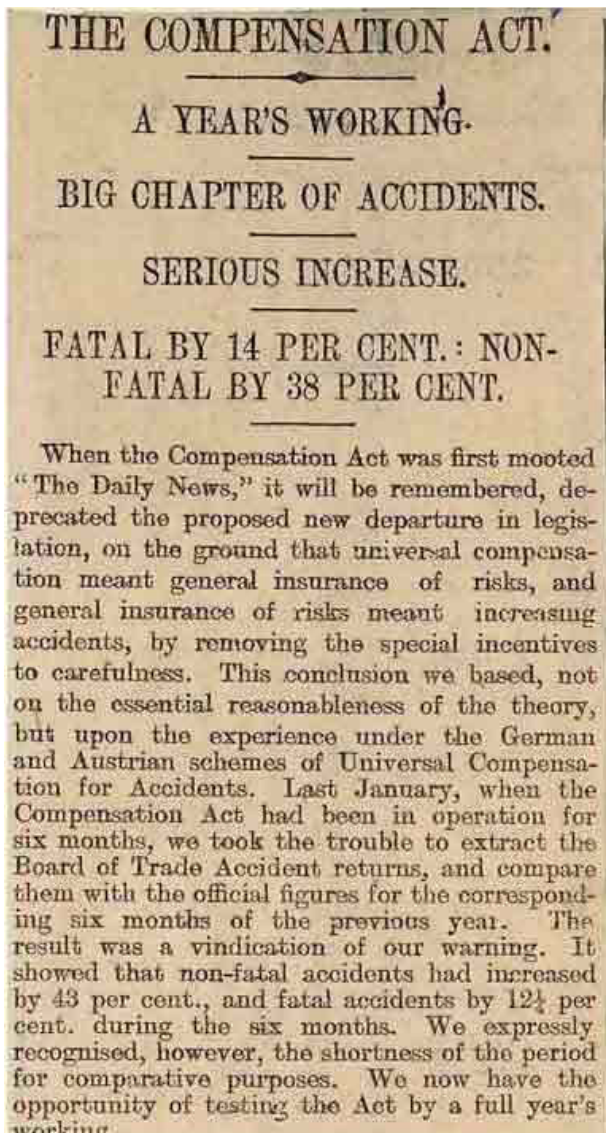 THE COMPENSATION ACT.
A YEAR'S WORKING.
BIG CHAPTER OF ACCIDENTS.
SERIOUS INCREASE.
FATAL BY 14 PER CENT.: NON-
FATAL BY 38 PER CENT.
When the Compensation Act was first mooted
"The Daily News," it will be remembered, de-
precated the proposed new departure in legis-
lation, on the ground that universal compensa-
tion meant general insurance of risks, and
general insurance of risks meant increasing
accidents, by removing the special incentives
to carefulness. This conclusion we based, not
on the essential reasonableness of the theory,
but upon the experience under the German
and Austrian schemes of Universal Compensa-
tion for Accidents. Last January, when the
Compensation Act had been in operation for
six months, we took the trouble to extract the
Board of Trade Accident returns, and compare
them with the official figures for the correspond-
ing six months of the previous year. The
result was a vindication of our warning. It
showed that non-fatal accidents had increased
by 43 per cent., and fatal accidents by 12½ per
cent. during the six months. We expressly
recognised, however, the shortness of the period
for comparative purposes. We now have the
opportunity of testing the Act by a full year's
working.